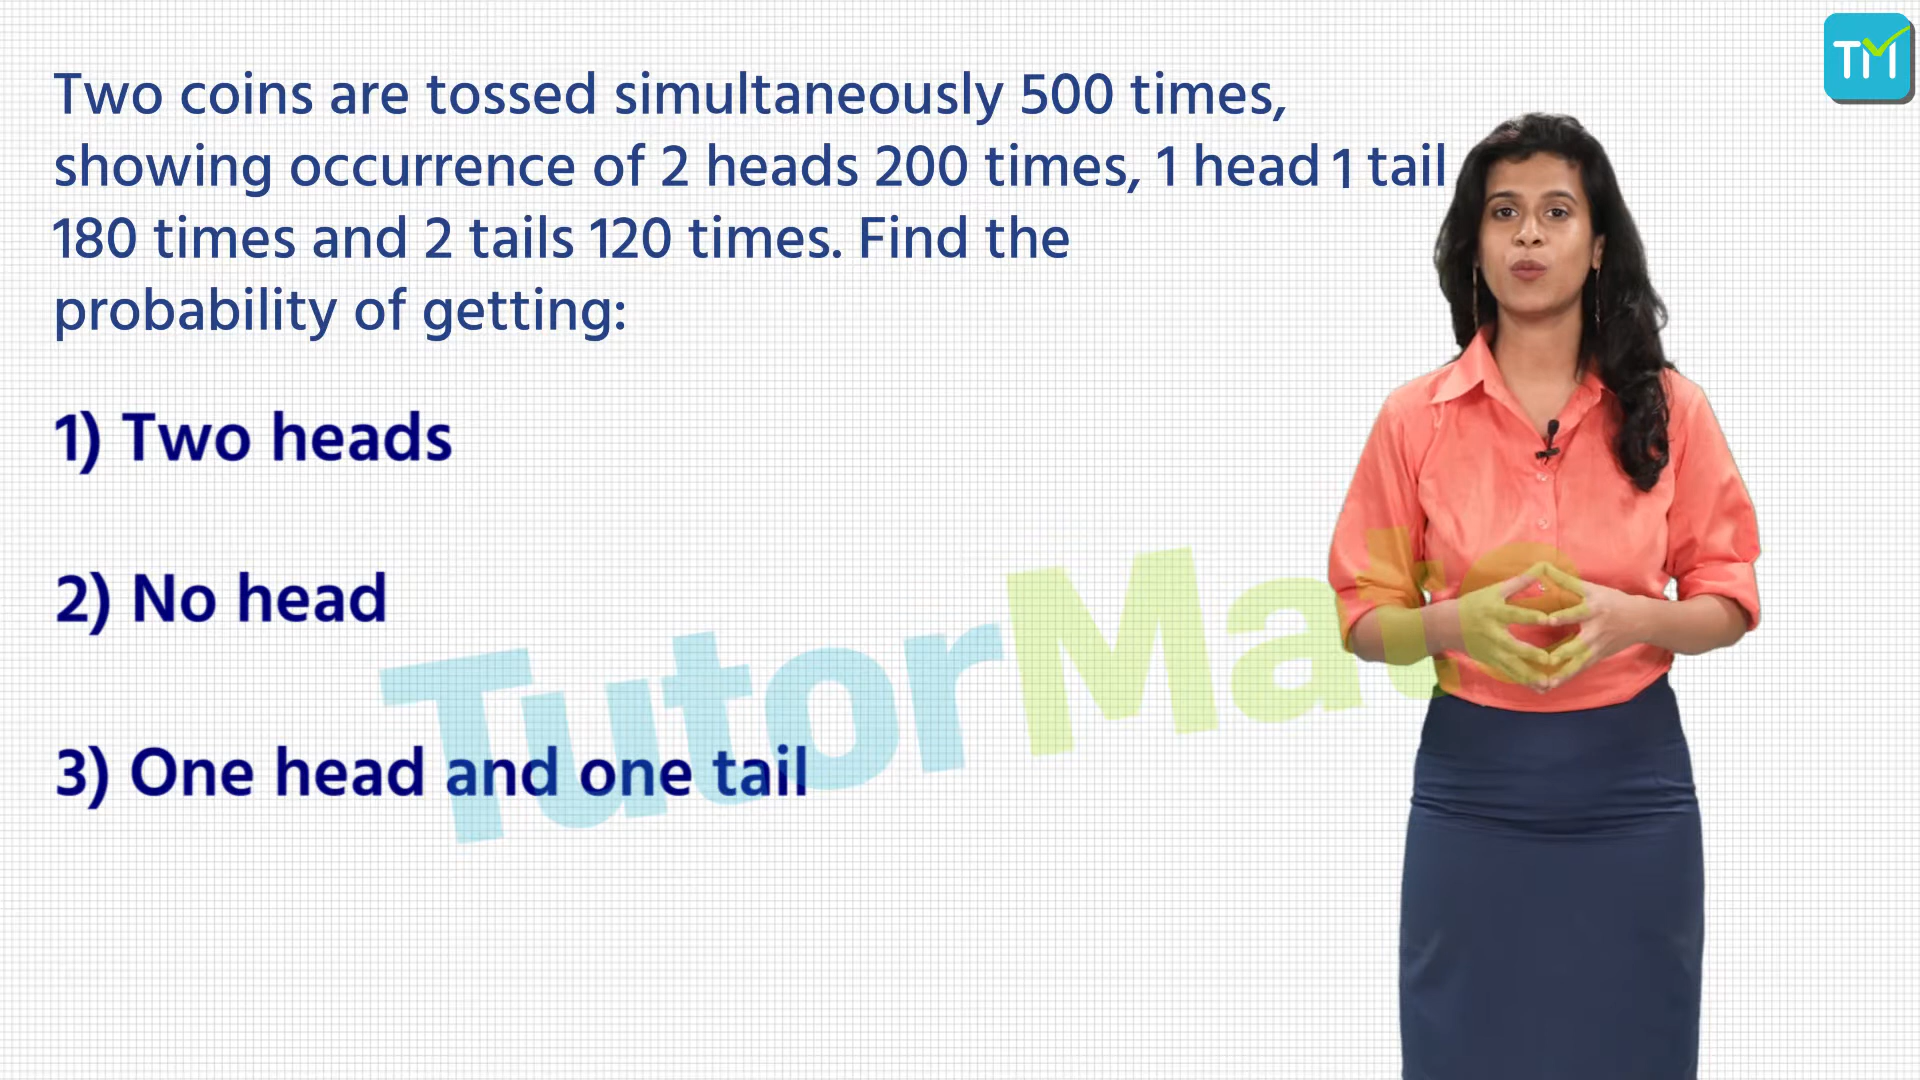 TM
Two coins are tossed simultaneously 500 times,
showing occurrence of 2 heads 200 times, 1 head 1 tail
180 times and 2 tails 120 times. Find the
probability of getting:
1) Two heads
2) No head
3) One head and one tail
TutorMate